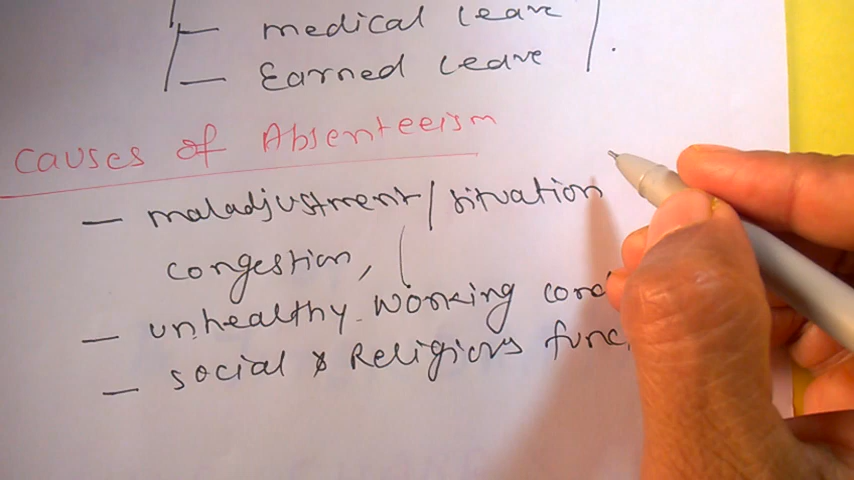 — medical leave
— Earned leave
Causes of Absenteeism
— maladjustment / situation
congestion,
— unhealthy working cond
— social & Religious func